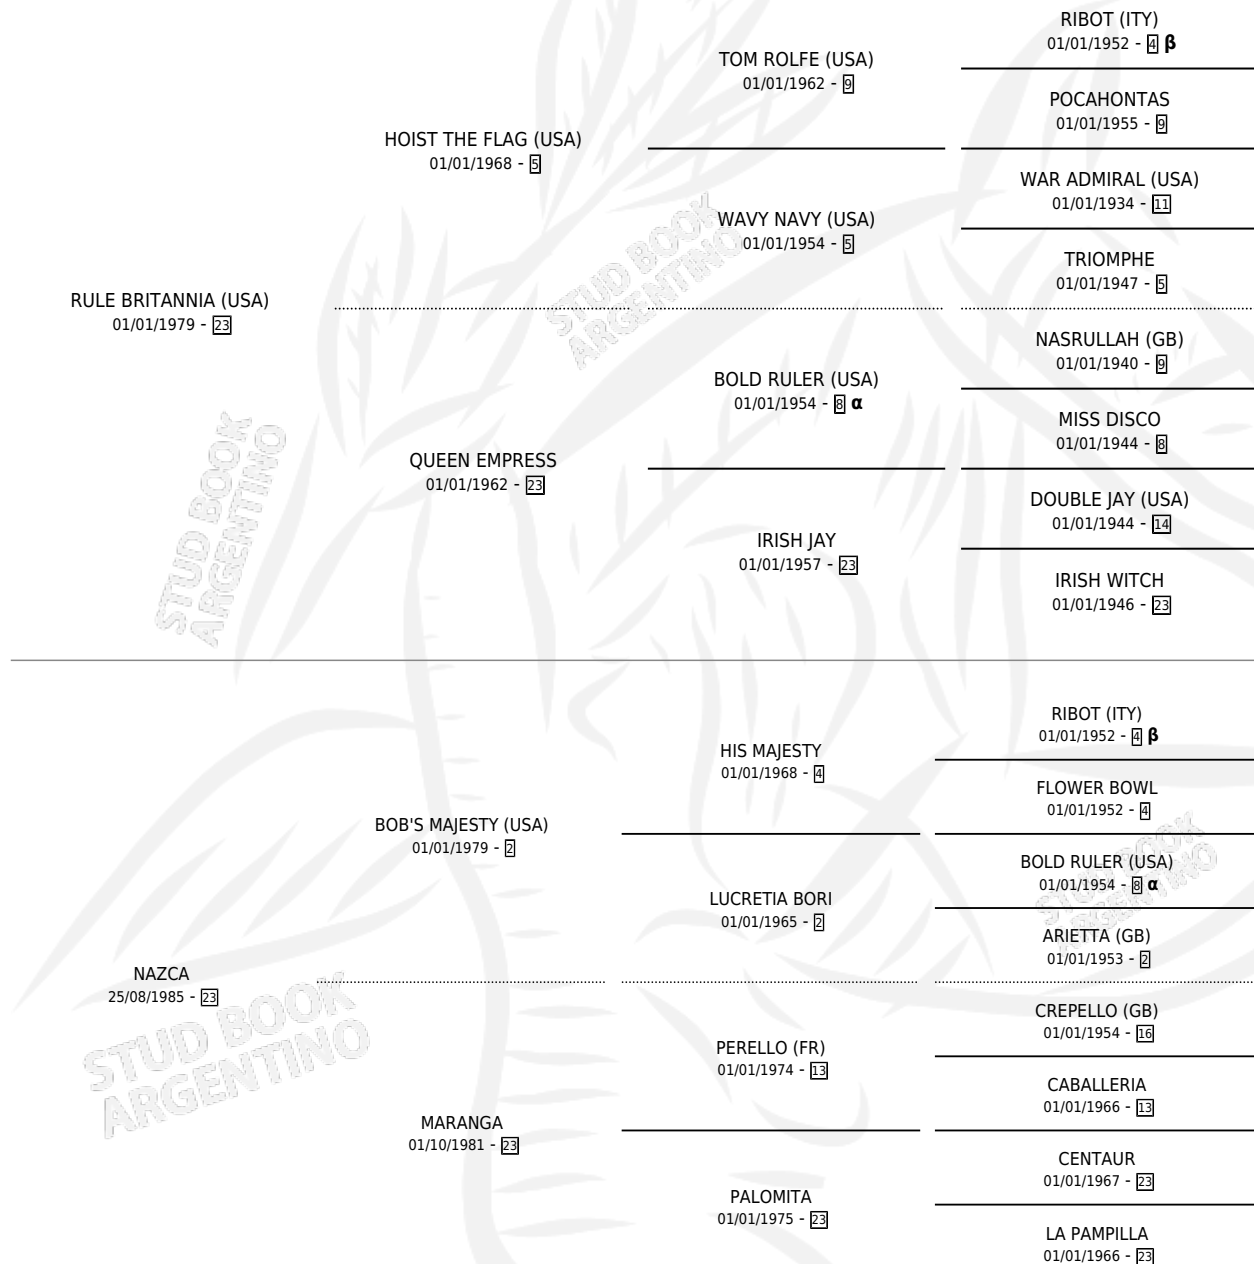 RIBOT (ITY)
01/01/1952 - 4 β
TOM ROLFE (USA)
01/01/1962 - 9
POCAHONTAS
01/01/1955 - 9
HOIST THE FLAG (USA)
01/01/1968 - 5
WAR ADMIRAL (USA)
01/01/1934 - 11
WAVY NAVY (USA)
01/01/1954 - 5
TRIOMPHE
01/01/1947 - 5
RULE BRITANNIA (USA)
01/01/1979 - 23
NASRULLAH (GB)
01/01/1940 - 9
BOLD RULER (USA)
01/01/1954 - 8 α
MISS DISCO
01/01/1944 - 8
QUEEN EMPRESS
01/01/1962 - 23
DOUBLE JAY (USA)
01/01/1944 - 14
IRISH JAY
01/01/1957 - 23
IRISH WITCH
01/01/1946 - 23
RIBOT (ITY)
01/01/1952 - 4 β
HIS MAJESTY
01/01/1968 - 4
FLOWER BOWL
01/01/1952 - 4
BOB'S MAJESTY (USA)
01/01/1979 - 2
BOLD RULER (USA)
01/01/1954 - 8 α
LUCRETIA BORI
01/01/1965 - 2
ARIETTA (GB)
01/01/1953 - 2
NAZCA
25/08/1985 - 23
CREPELLO (GB)
01/01/1954 - 16
PERELLO (FR)
01/01/1974 - 13
CABALLERIA
01/01/1966 - 13
MARANGA
01/10/1981 - 23
CENTAUR
01/01/1967 - 23
PALOMITA
01/01/1975 - 23
LA PAMPILLA
01/01/1966 - 23
STUD BOOK
ARGENTINO
STUD BOOK
ARGENTINO
STUD BOOK
ARGENTINO
STUD BOOK
ARGENTINO